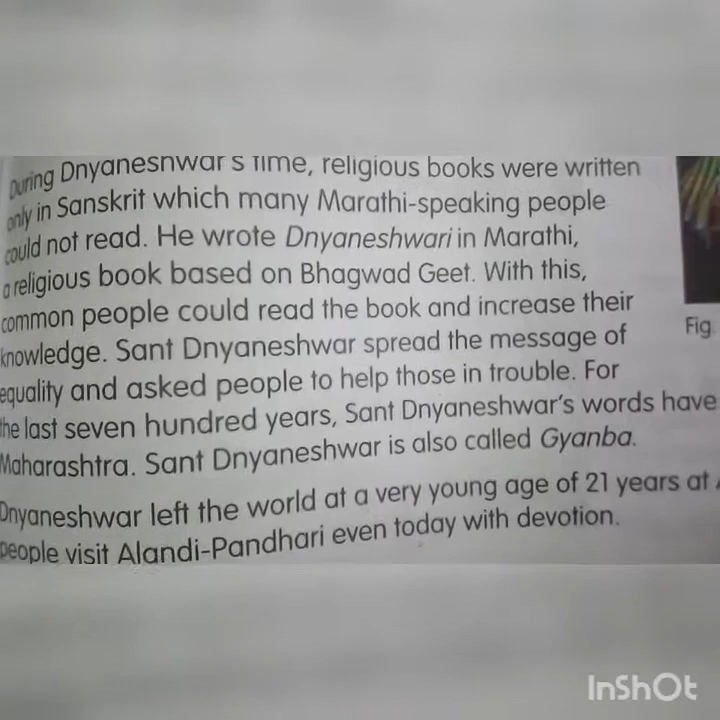 During Dnyaneshwar's time, religious books were written
only in Sanskrit which many Marathi-speaking people
could not read. He wrote Dnyaneshwari in Marathi,
a religious book based on Bhagwad Geet. With this,
common people could read the book and increase their
knowledge. Sant Dnyaneshwar spread the message of
equality and asked people to help those in trouble. For
the last seven hundred years, Sant Dnyaneshwar's words have
Maharashtra. Sant Dnyaneshwar is also called Gyanba.
Dnyaneshwar left the world at a very young age of 21 years at
people visit Alandi-Pandhari even today with devotion.
Fig.
InShOt